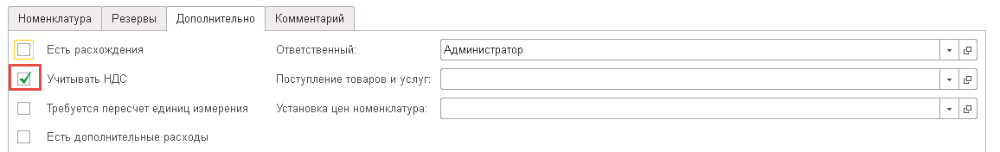 Номенклатура Резервы Дополнительно Комментарий
Есть расхождения Ответственный: Администратор
Учитывать НДС Поступление товаров и услуг:
Требуется пересчет единиц измерения Установка цен номенклатура:
Есть дополнительные расходы